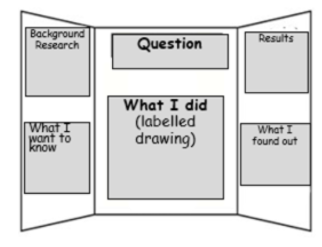 Background
Research
What I
want to
know
Question
What I did
(labelled
drawing)
Results
What I
found out